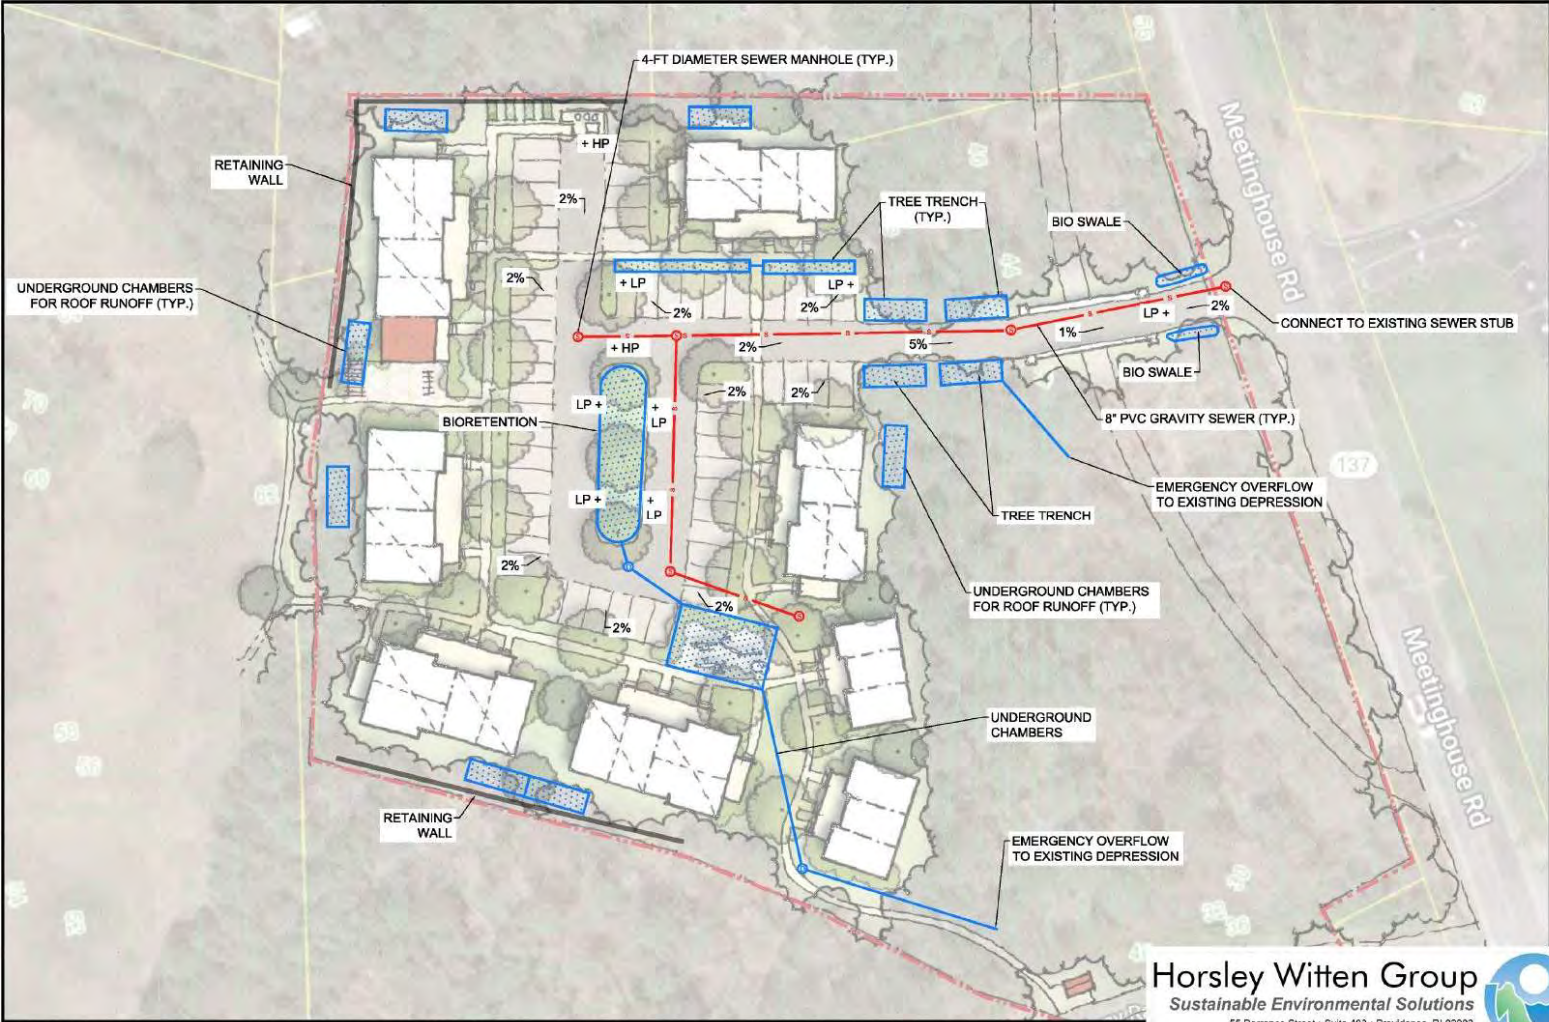 4-FT DIAMETER SEWER MANHOLE (TYP.)
+ HP
RETAINING
WALL
2%
TREE TRENCH
(TYP.)
BIO SWALE
Meetinghouse Rd
2%
+ LP
LP +
UNDERGROUND CHAMBERS
FOR ROOF RUNOFF (TYP.)
2%
2%
LP +
2%
CONNECT TO EXISTING SEWER STUB
1%
+ HP
2%
5%
BIO SWALE
2%
2%
LP +
+
LP
BIORETENTION
8" PVC GRAVITY SEWER (TYP.)
137
LP +
+
LP
EMERGENCY OVERFLOW
TO EXISTING DEPRESSION
TREE TRENCH
2%
UNDERGROUND CHAMBERS
FOR ROOF RUNOFF (TYP.)
2%
2%
Meetinghouse Rd
UNDERGROUND
CHAMBERS
RETAINING
WALL
EMERGENCY OVERFLOW
TO EXISTING DEPRESSION
Horsley Witten Group
Sustainable Environmental Solutions